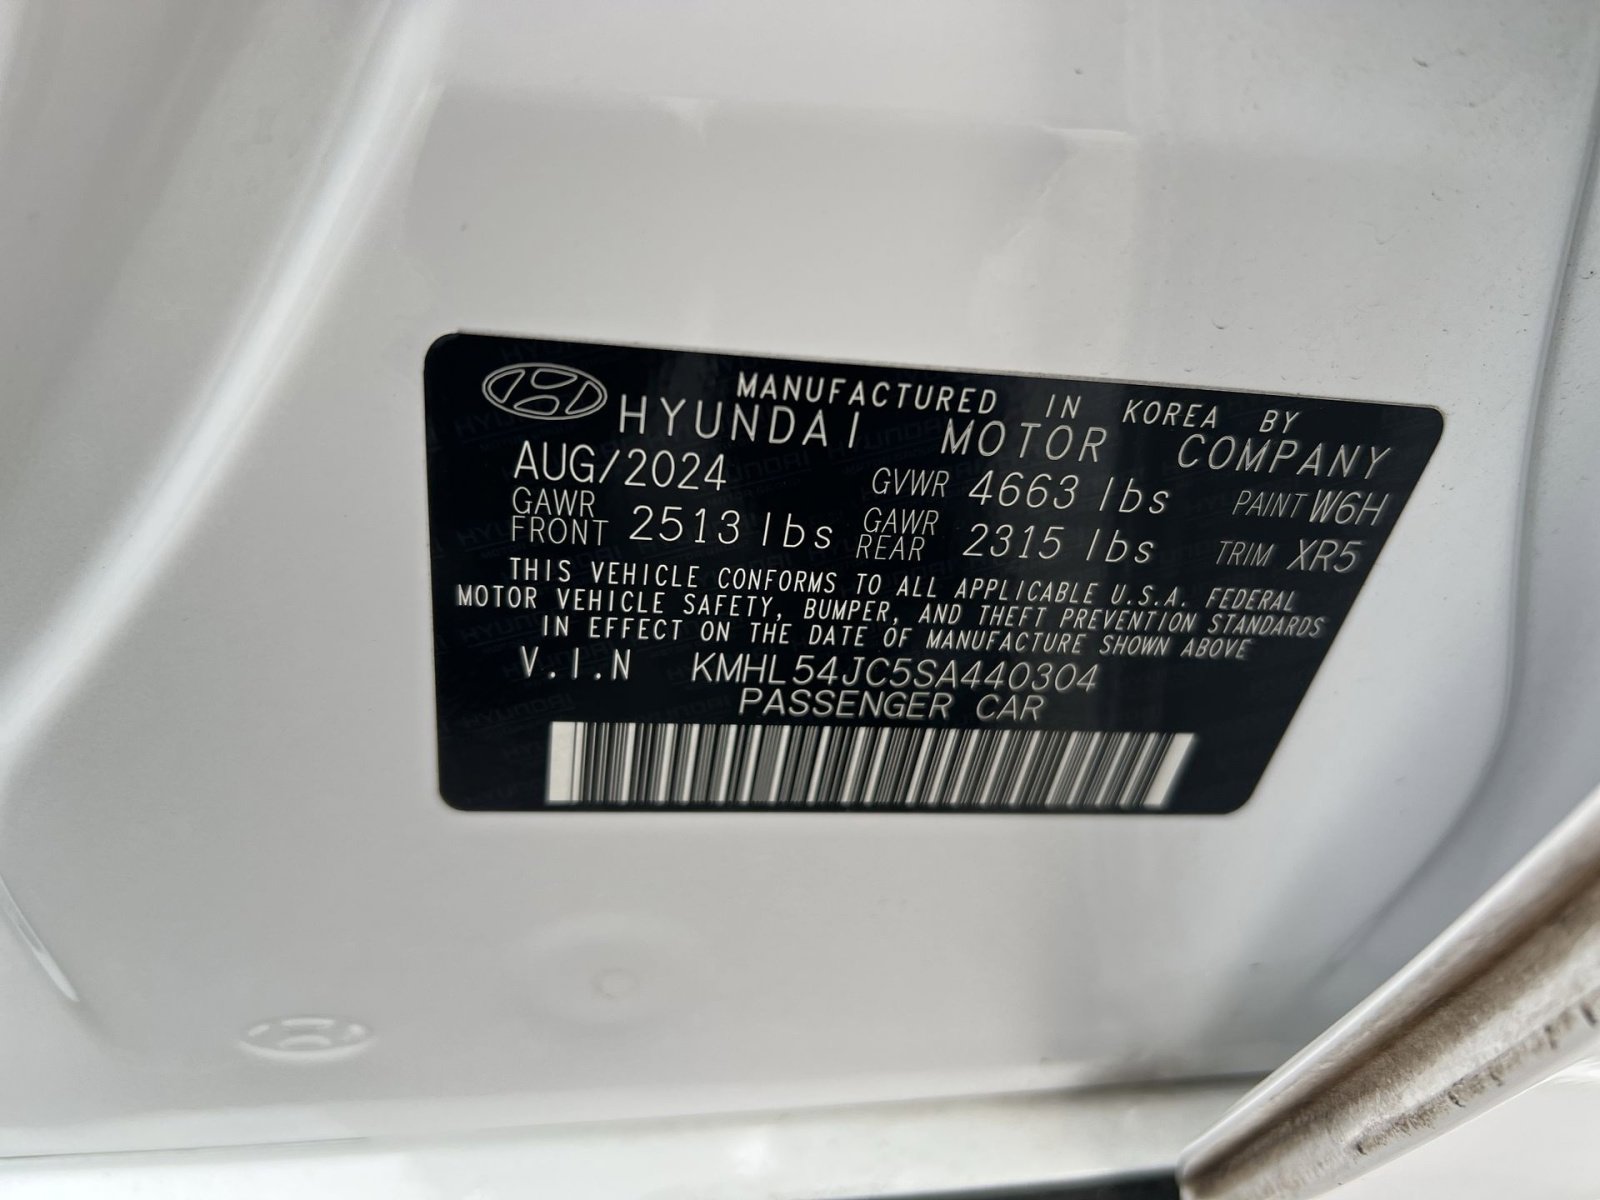 MANUFACTURED IN KOREA BY
HYUNDAI MOTOR COMPANY
AUG/2024 GVWR 4663 lbs PAINT W6H
GAWR FRONT 2513 lbs GAWR REAR 2315 lbs TRIM XR5
THIS VEHICLE CONFORMS TO ALL APPLICABLE U.S.A. FEDERAL
MOTOR VEHICLE SAFETY, BUMPER, AND THEFT PREVENTION STANDARDS
IN EFFECT ON THE DATE OF MANUFACTURE SHOWN ABOVE
V.I.N KMHL54JC5SA440304
PASSENGER CAR